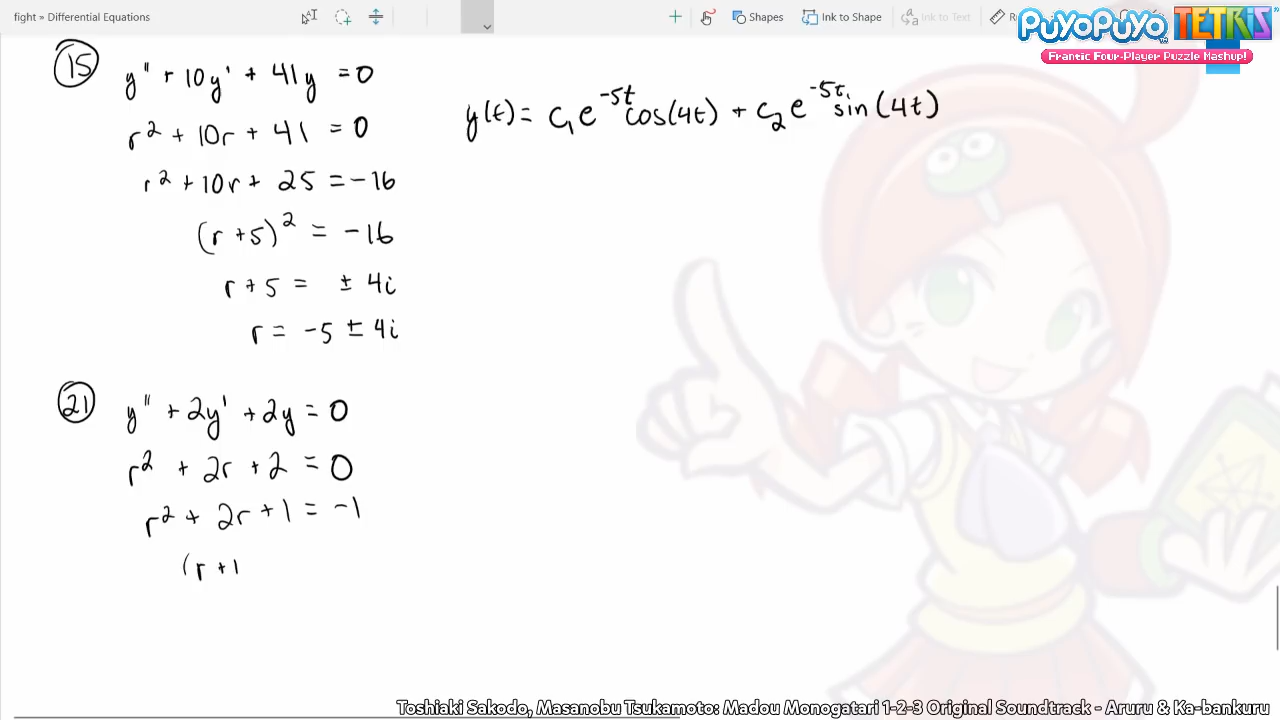 fight » Differential Equations
Shapes
Ink to Shape
Ink to Text
PuyoPuyo TETRIS
Frantic Four-Player Puzzle Mashup!
15
y" + 10y' + 41y = 0
r² + 10r + 41 = 0
r² + 10r + 25 = -16
(r + 5)² = -16
r + 5 = ± 4i
r = -5 ± 4i
y(t) = c₁e^-5t cos(4t) + c₂e^-5t sin(4t)
21
y" + 2y' + 2y = 0
r² + 2r + 2 = 0
r² + 2r + 1 = -1
(r + 1
Toshiaki Sakodo, Masanobu Tsukamoto: Madou Monogatari 1-2-3 Original Soundtrack - Aruru & Ka-bankuru